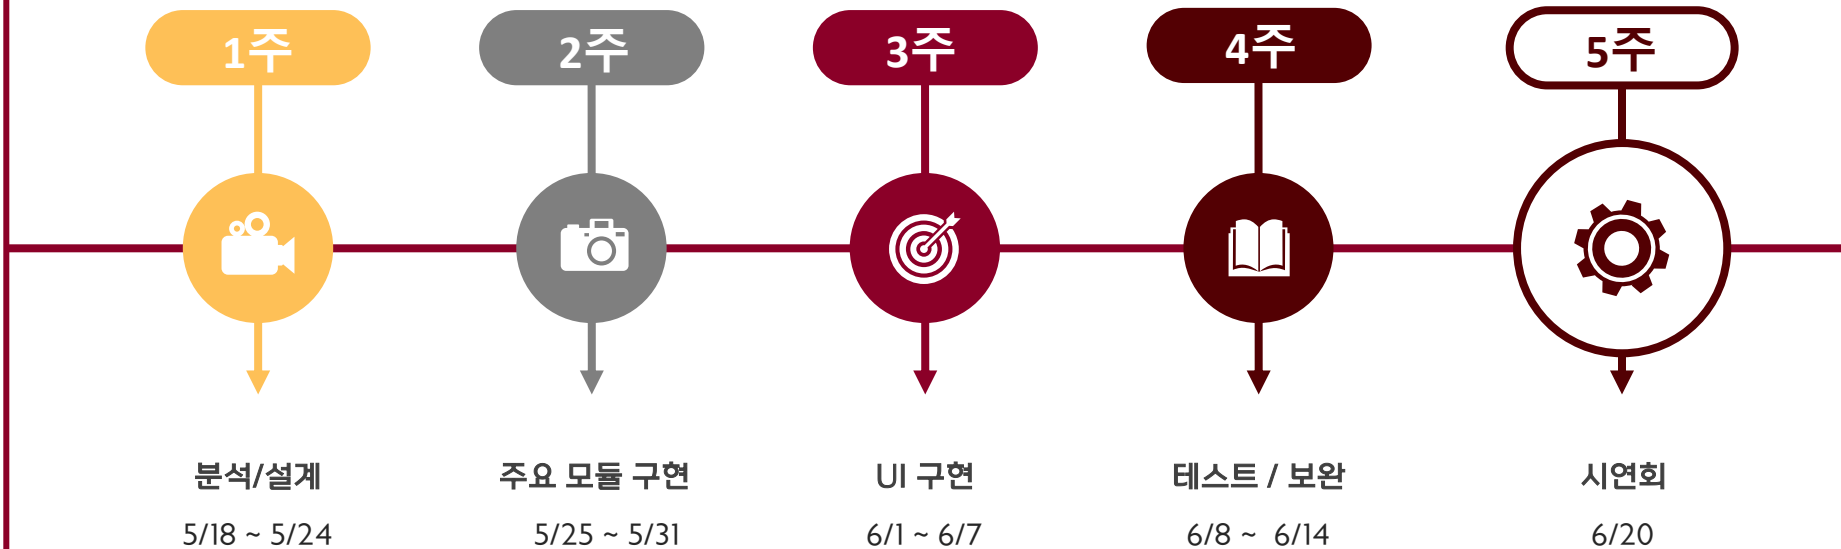 1주
2주
3주
4주
5주
분석/설계
주요 모듈 구현
UI 구현
테스트 / 보완
시연회
5/18 ~ 5/24
5/25 ~ 5/31
6/1 ~ 6/7
6/8 ~ 6/14
6/20